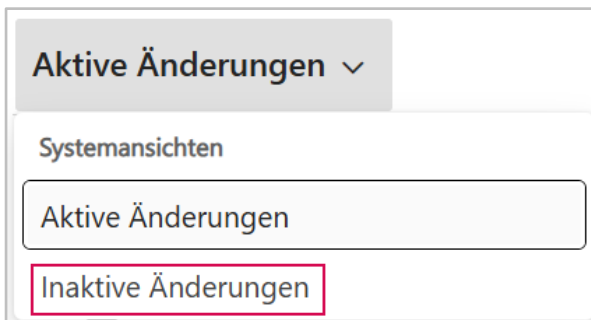 Aktive Änderungen
Systemansichten
Aktive Änderungen
Inaktive Änderungen